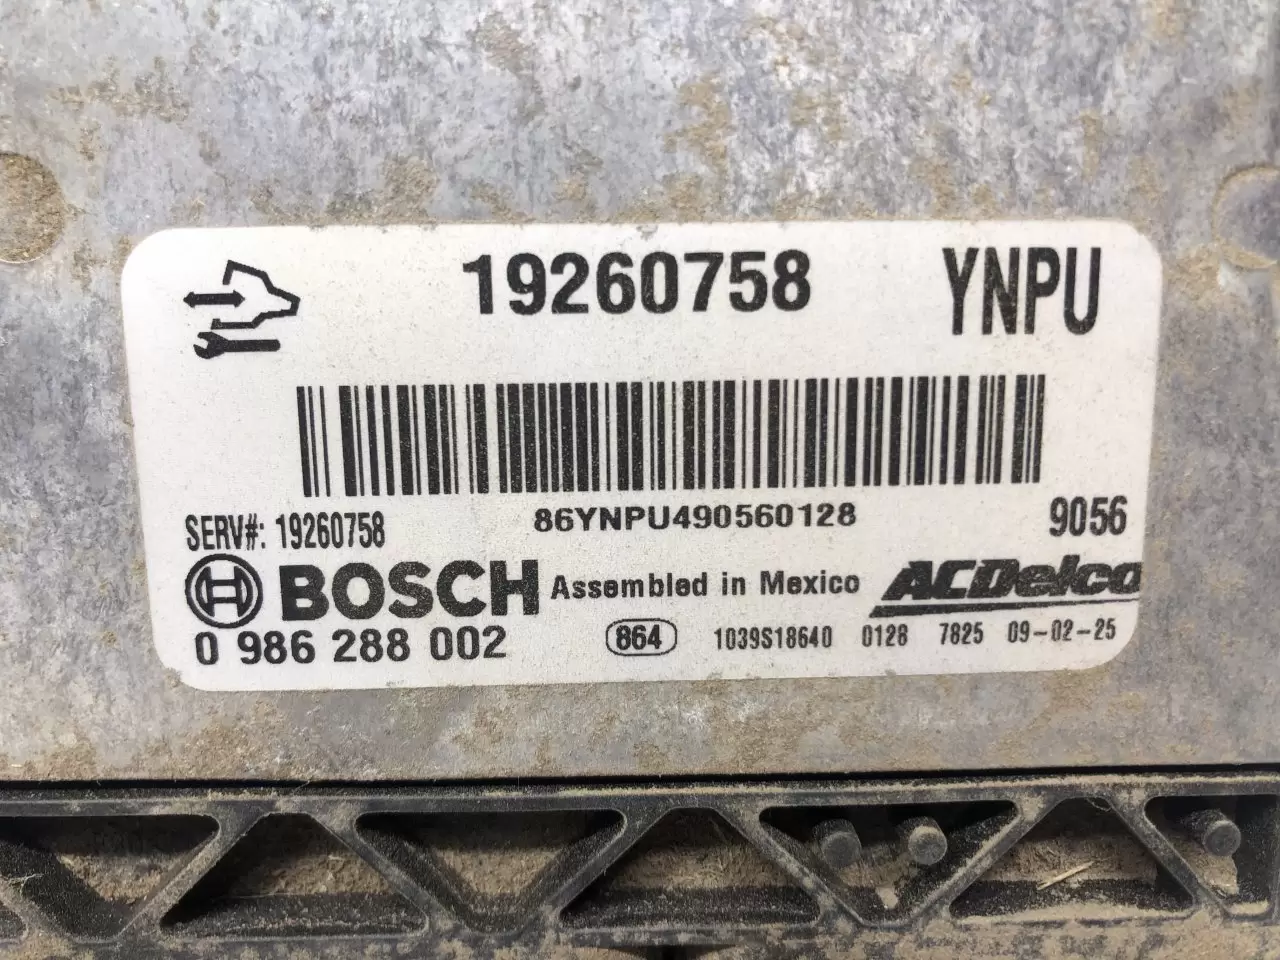 19260758 YNPU
SERV#: 19260758 86YNPU490560128 9056
BOSCH Assembled in Mexico ACDelco
0 986 288 002 864 1039S18640 0128 7825 09-02-25